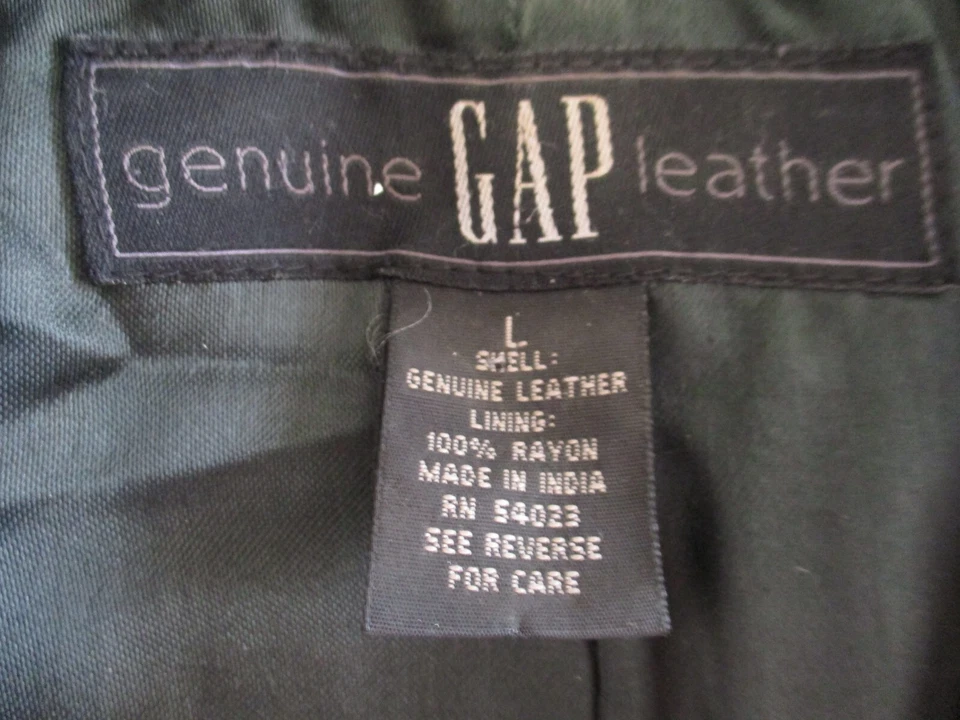 genuine GAP leather
L
SHELL:
GENUINE LEATHER
LINING:
100% RAYON
MADE IN INDIA
RN 54023
SEE REVERSE
FOR CARE